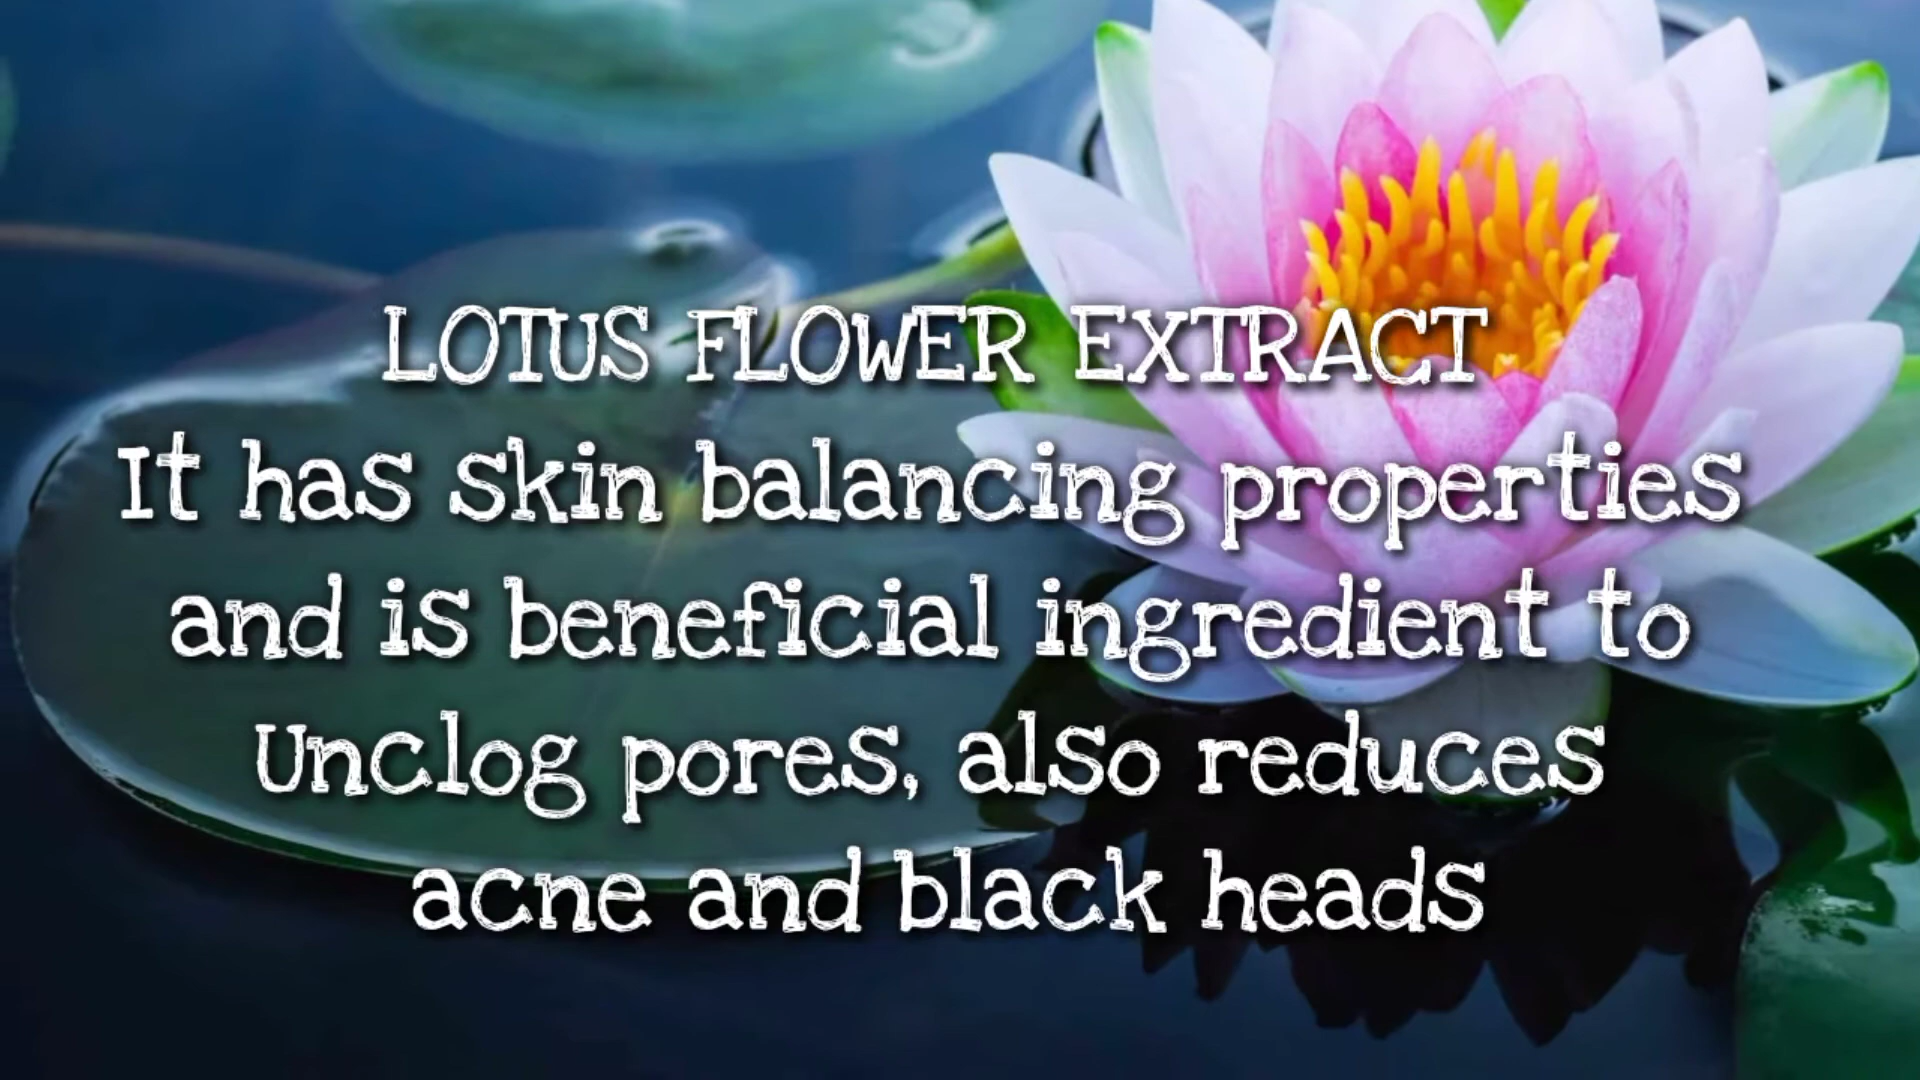 LOTUS FLOWER EXTRACT
It has skin balancing properties
and is beneficial ingredient to
Unclog pores, also reduces
acne and black heads